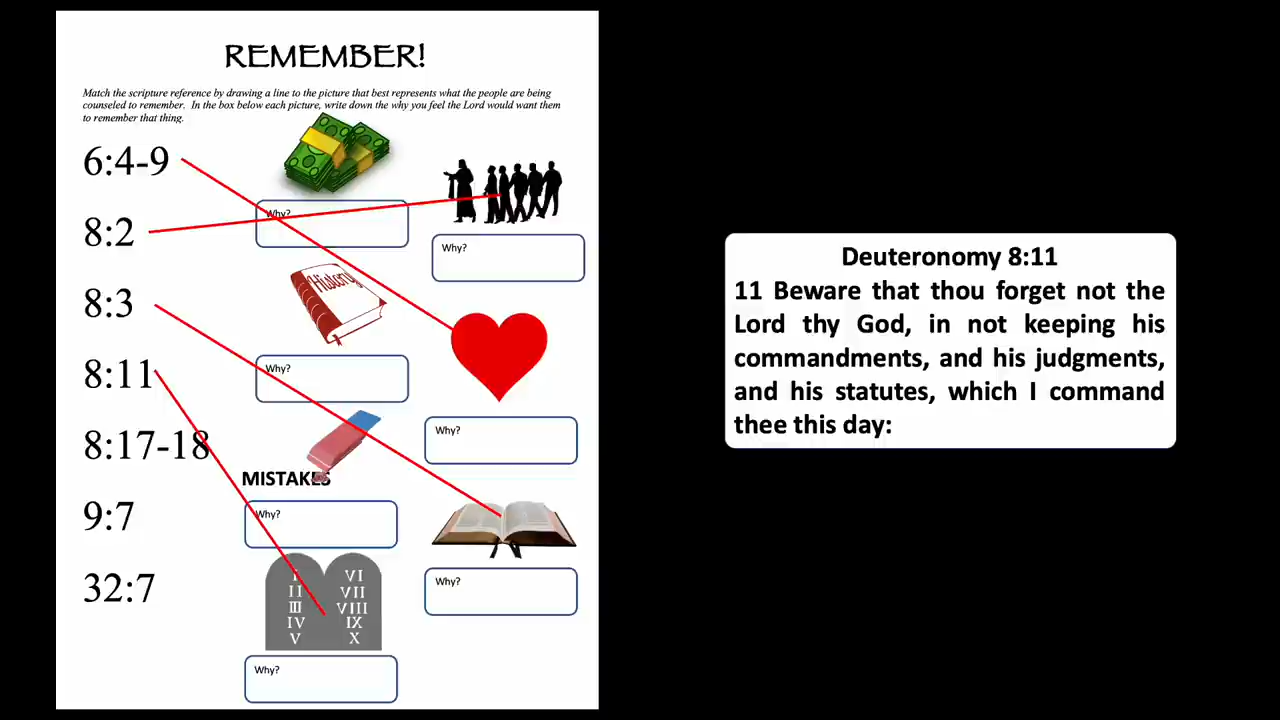 REMEMBER!
Match the scripture reference by drawing a line to the picture that best represents what the people are being
counseled to remember. In the box below each picture, write down the why you feel the Lord would want them
to remember that thing.
6:4-9
8:2
8:3
8:11
8:17-18
9:7
32:7
Why?
Why?
History
Why?
Why?
MISTAKES
Why?
Why?
I VI
II VII
III VIII
IV IX
V X
Why?
Deuteronomy 8:11
11 Beware that thou forget not the
Lord thy God, in not keeping his
commandments, and his judgments,
and his statutes, which I command
thee this day: